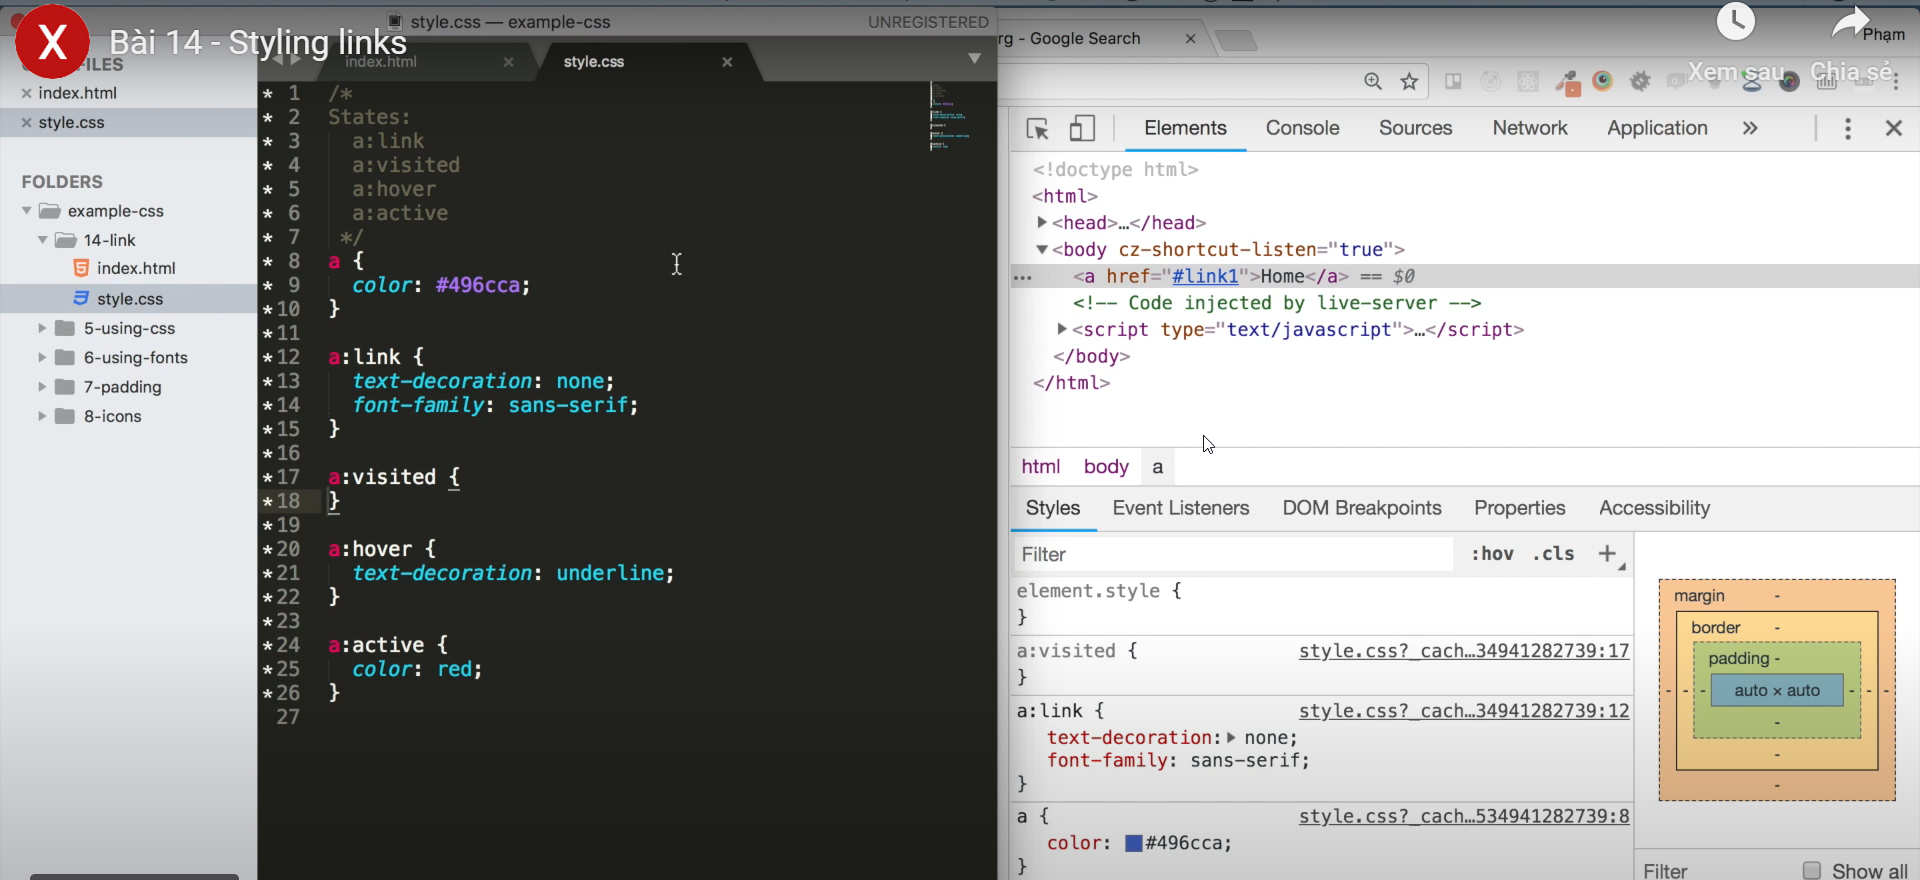 style.css — example-css
UNREGISTERED
X
Bài 14 - Styling links
FILES
index.html
style.css
FOLDERS
example-css
14-link
index.html
style.css
5-using-css
6-using-fonts
7-padding
8-icons
index.html
style.css
* 1 /*
* 2 States:
* 3 a:link
* 4 a:visited
* 5 a:hover
* 6 a:active
* 7 */
* 8 a {
* 9 color: #496cca;
*10 }
*11
*12 a:link {
*13 text-decoration: none;
*14 font-family: sans-serif;
*15 }
*16
*17 a:visited {
*18 }
*19
*20 a:hover {
*21 text-decoration: underline;
*22 }
*23
*24 a:active {
*25 color: red;
*26 }
27
rg - Google Search
Phạm
Xem sau
Chia sẻ
Elements Console Sources Network Application »
<!doctype html>
<html>
<head>…</head>
<body cz-shortcut-listen="true">
<a href="#link1">Home</a> == $0
<!-- Code injected by live-server -->
<script type="text/javascript">…</script>
</body>
</html>
html body a
Styles Event Listeners DOM Breakpoints Properties Accessibility
Filter :hov .cls +
element.style {
}
a:visited { style.css?_cach…34941282739:17
}
a:link { style.css?_cach…34941282739:12
text-decoration: none;
font-family: sans-serif;
}
a { style.css?_cach…534941282739:8
color: #496cca;
}
margin -
border -
padding -
- - - auto × auto - - -
-
-
-
Filter Show all